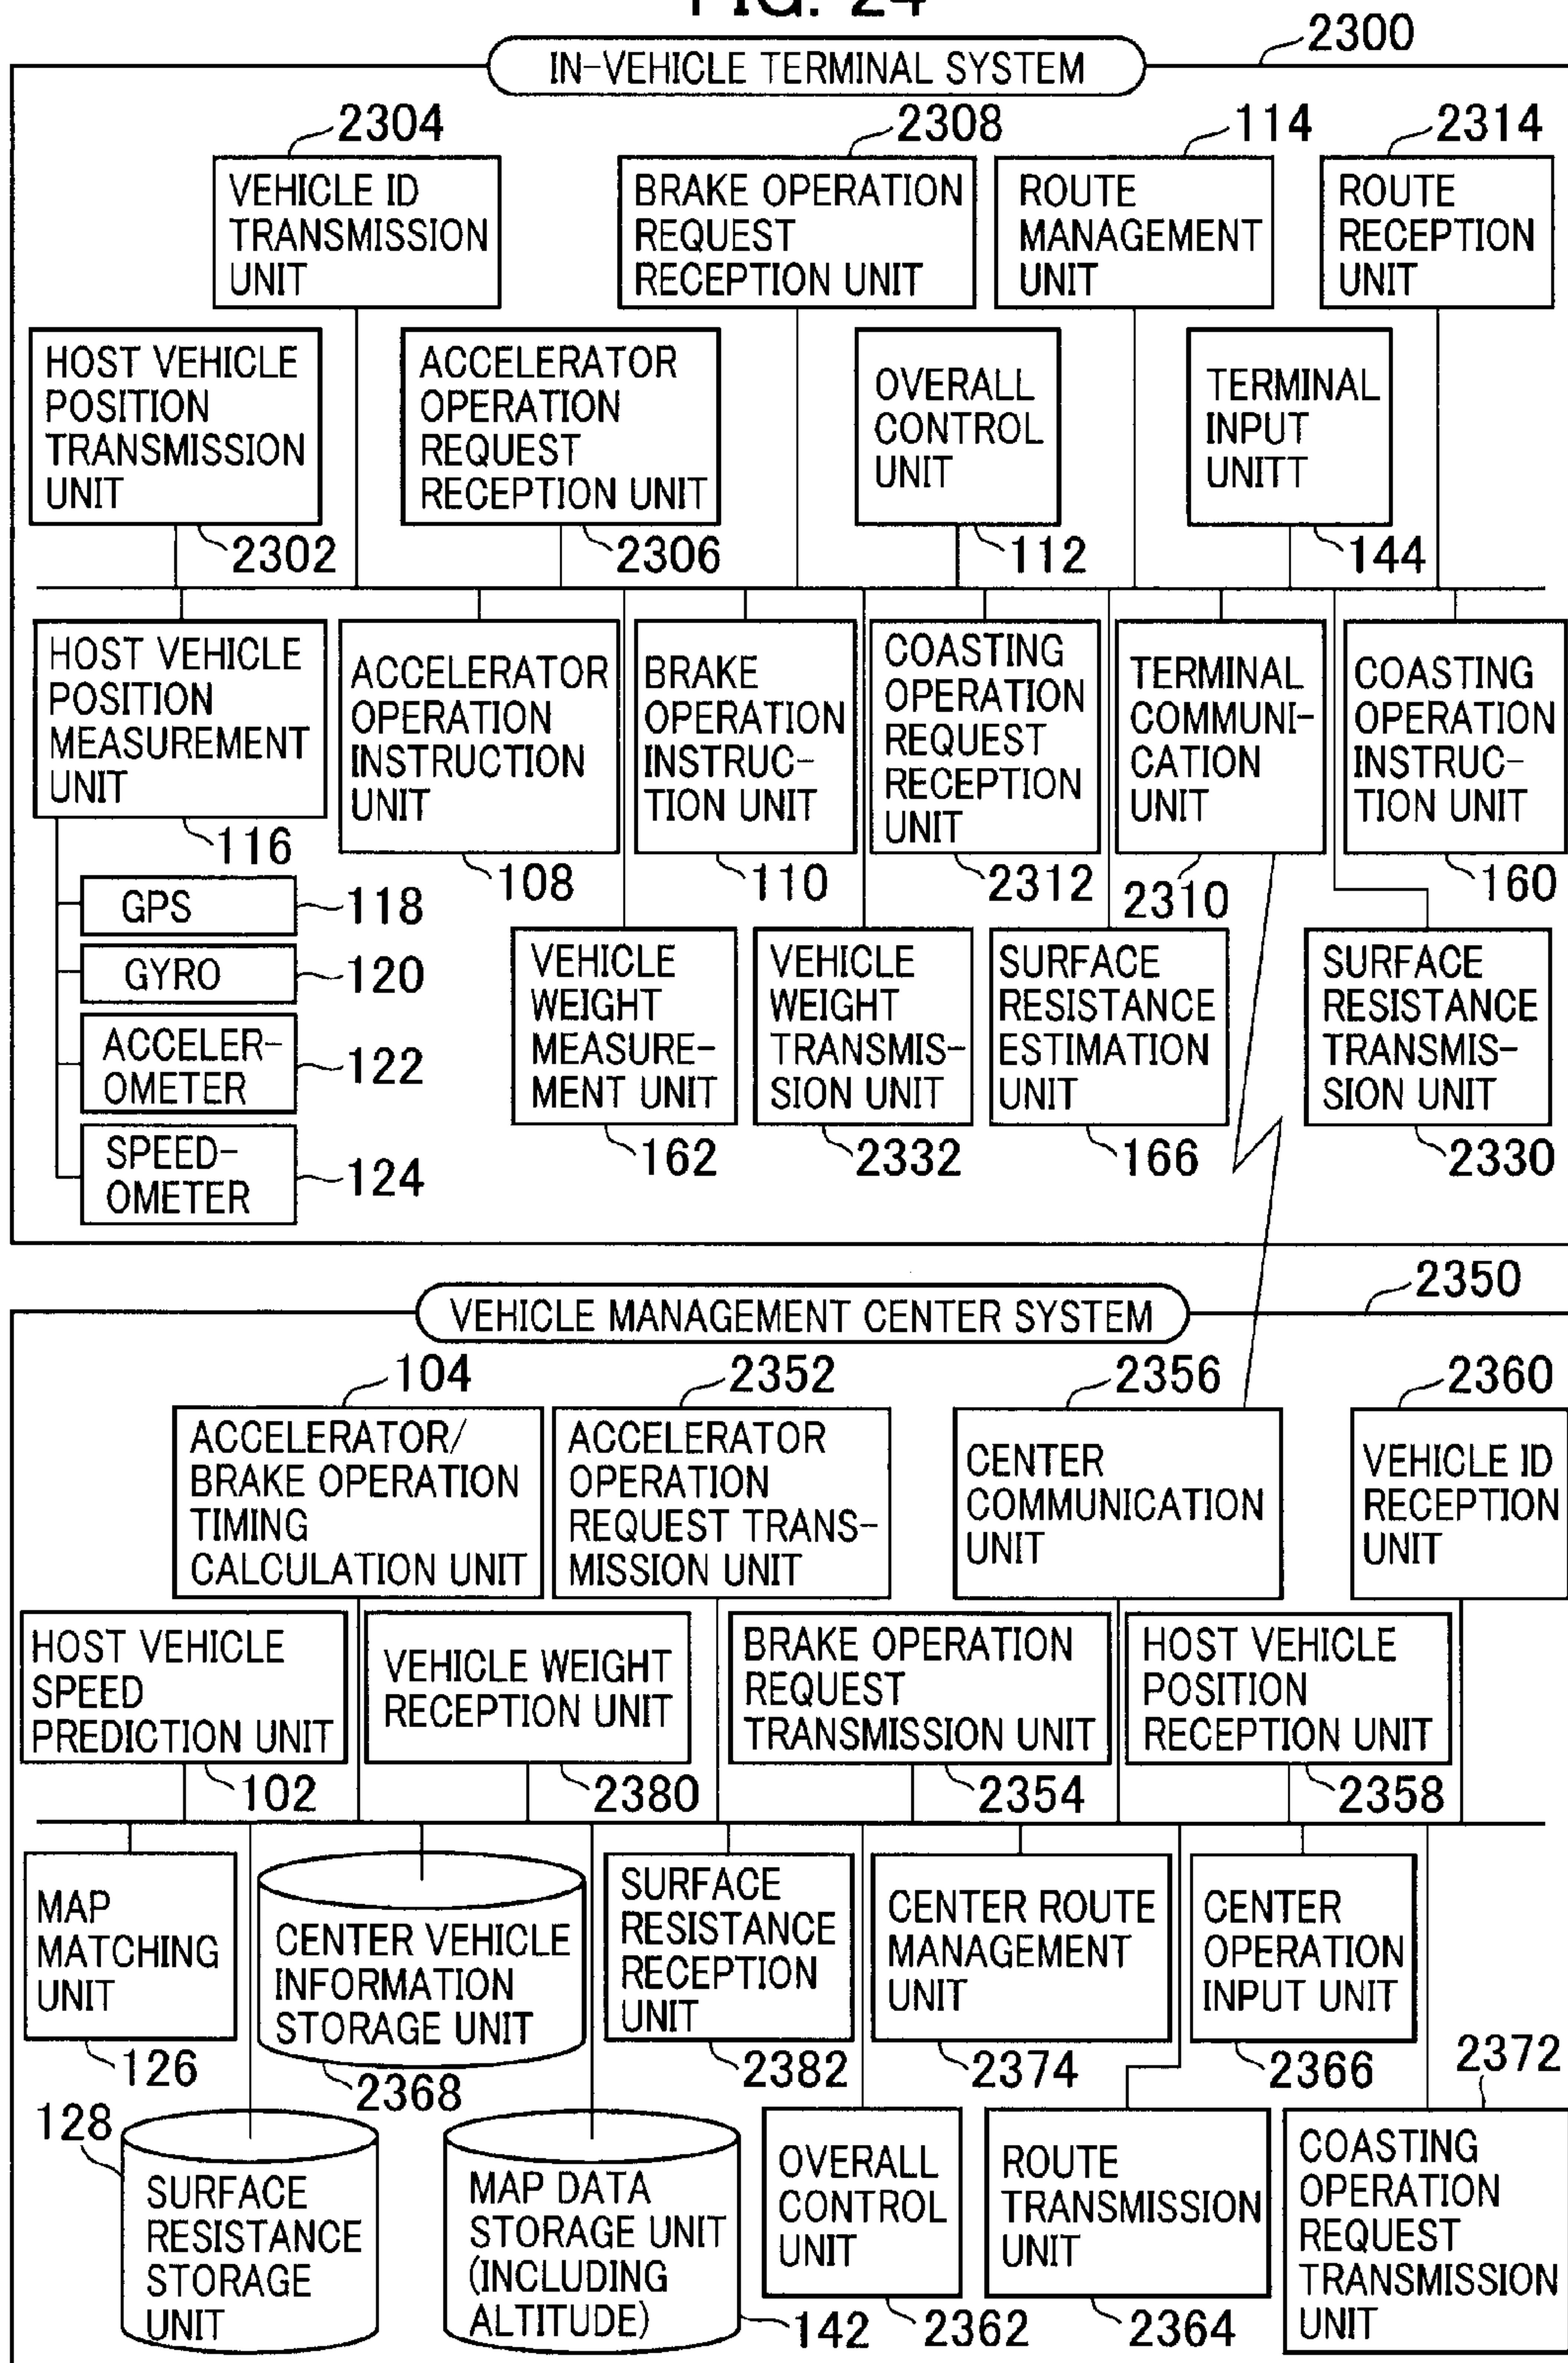 FIG. 24
IN-VEHICLE TERMINAL SYSTEM
2300
2304
VEHICLE ID
TRANSMISSION
UNIT
2308
BRAKE OPERATION
REQUEST
RECEPTION UNIT
114
ROUTE
MANAGEMENT
UNIT
2314
ROUTE
RECEPTION
UNIT
HOST VEHICLE
POSITION
TRANSMISSION
UNIT
2302
ACCELERATOR
OPERATION
REQUEST
RECEPTION UNIT
2306
OVERALL
CONTROL
UNIT
112
TERMINAL
INPUT
UNITT
144
HOST VEHICLE
POSITION
MEASUREMENT
UNIT
116
ACCELERATOR
OPERATION
INSTRUCTION
UNIT
108
BRAKE
OPERATION
INSTRUC-
TION UNIT
110
COASTING
OPERATION
REQUEST
RECEPTION
UNIT
2312
TERMINAL
COMMUNI-
CATION
UNIT
2310
COASTING
OPERATION
INSTRUC-
TION UNIT
160
GPS
118
GYRO
120
ACCELER-
OMETER
122
SPEED-
OMETER
124
VEHICLE
WEIGHT
MEASURE-
MENT UNIT
162
VEHICLE
WEIGHT
TRANSMIS-
SION UNIT
2332
SURFACE
RESISTANCE
ESTIMATION
UNIT
166
SURFACE
RESISTANCE
TRANSMIS-
SION UNIT
2330
VEHICLE MANAGEMENT CENTER SYSTEM
2350
104
ACCELERATOR/
BRAKE OPERATION
TIMING
CALCULATION UNIT
2352
ACCELERATOR
OPERATION
REQUEST TRANS-
MISSION UNIT
2356
CENTER
COMMUNICATION
UNIT
2360
VEHICLE ID
RECEPTION
UNIT
HOST VEHICLE
SPEED
PREDICTION UNIT
102
VEHICLE WEIGHT
RECEPTION UNIT
2380
BRAKE OPERATION
REQUEST
TRANSMISSION UNIT
2354
HOST VEHICLE
POSITION
RECEPTION UNIT
2358
MAP
MATCHING
UNIT
126
CENTER VEHICLE
INFORMATION
STORAGE UNIT
2368
SURFACE
RESISTANCE
RECEPTION
UNIT
2382
CENTER ROUTE
MANAGEMENT
UNIT
2374
CENTER
OPERATION
INPUT UNIT
2366
128
SURFACE
RESISTANCE
STORAGE
UNIT
MAP DATA
STORAGE UNIT
(INCLUDING
ALTITUDE)
142
OVERALL
CONTROL
UNIT
2362
ROUTE
TRANSMISSION
UNIT
2364
2372
COASTING
OPERATION
REQUEST
TRANSMISSION
UNIT